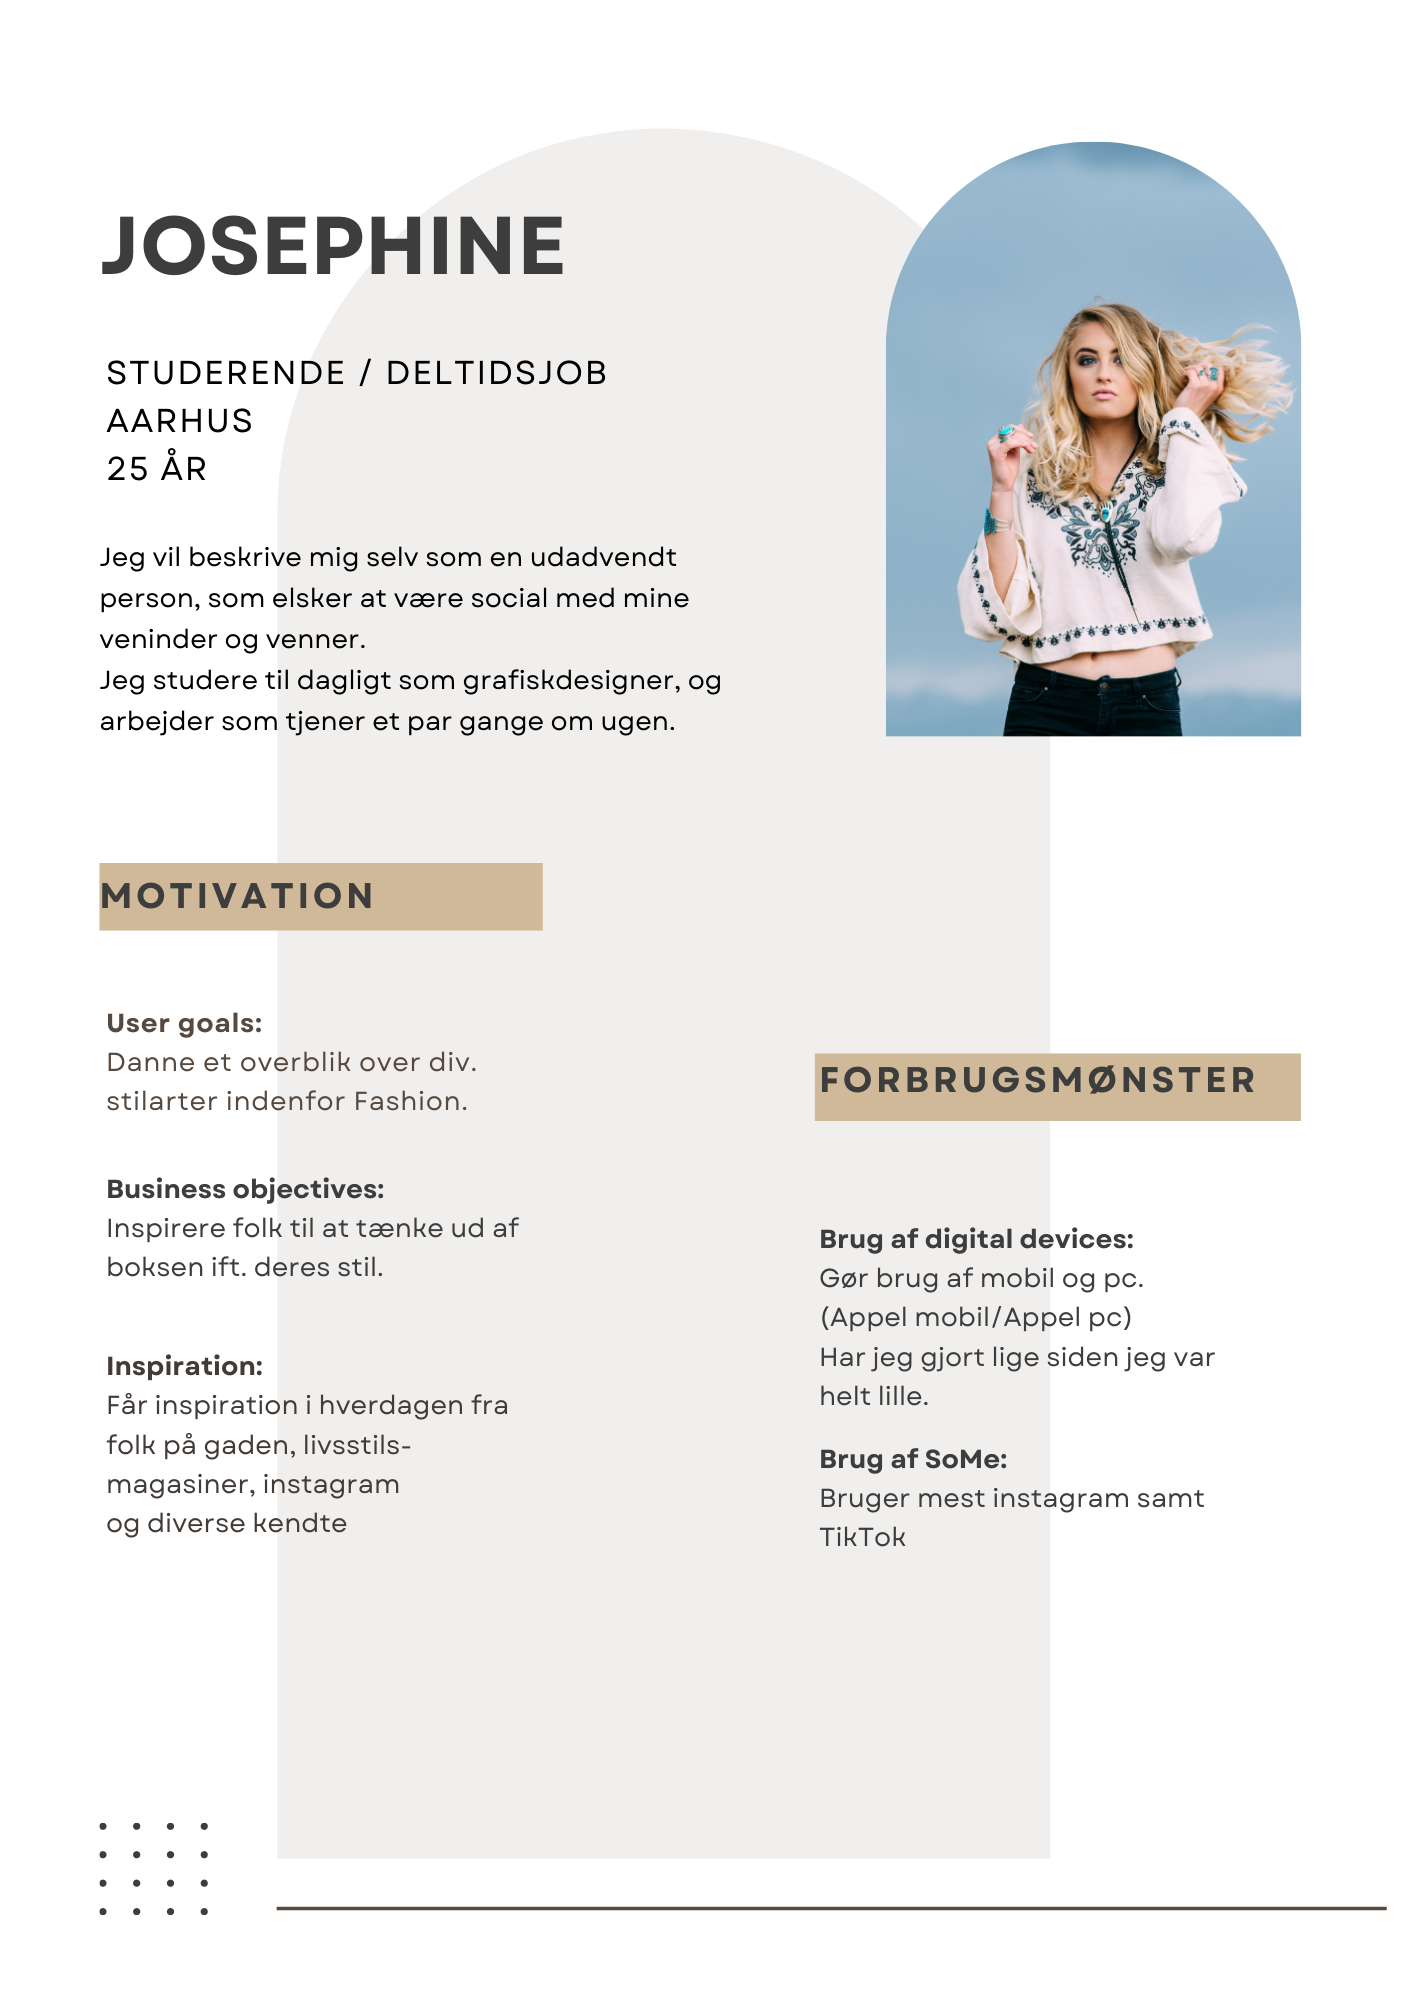 JOSEPHINE
STUDERENDE / DELTIDSJOB
AARHUS
25 ÅR
Jeg vil beskrive mig selv som en udadvendt
person, som elsker at være social med mine
veninder og venner.
Jeg studere til dagligt som grafiskdesigner, og
arbejder som tjener et par gange om ugen.
MOTIVATION
User goals:
Danne et overblik over div.
stilarter indenfor Fashion.
Business objectives:
Inspirere folk til at tænke ud af
boksen ift. deres stil.
Inspiration:
Får inspiration i hverdagen fra
folk på gaden, livsstils-
magasiner, instagram
og diverse kendte
FORBRUGSMØNSTER
Brug af digital devices:
Gør brug af mobil og pc.
(Appel mobil/Appel pc)
Har jeg gjort lige siden jeg var
helt lille.
Brug af SoMe:
Bruger mest instagram samt
TikTok